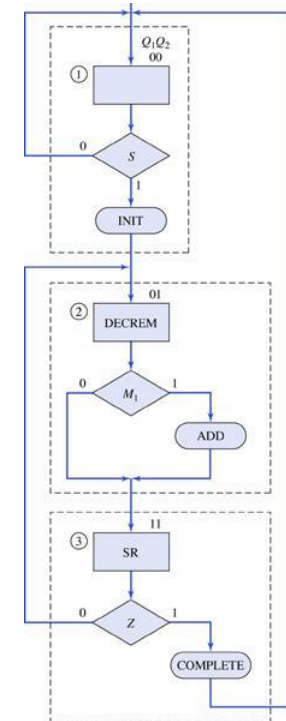 Q₁Q₂
00
1
0
S
1
INIT
01
2
DECREM
0
M₁
1
ADD
11
3
SR
0
Z
1
COMPLETE